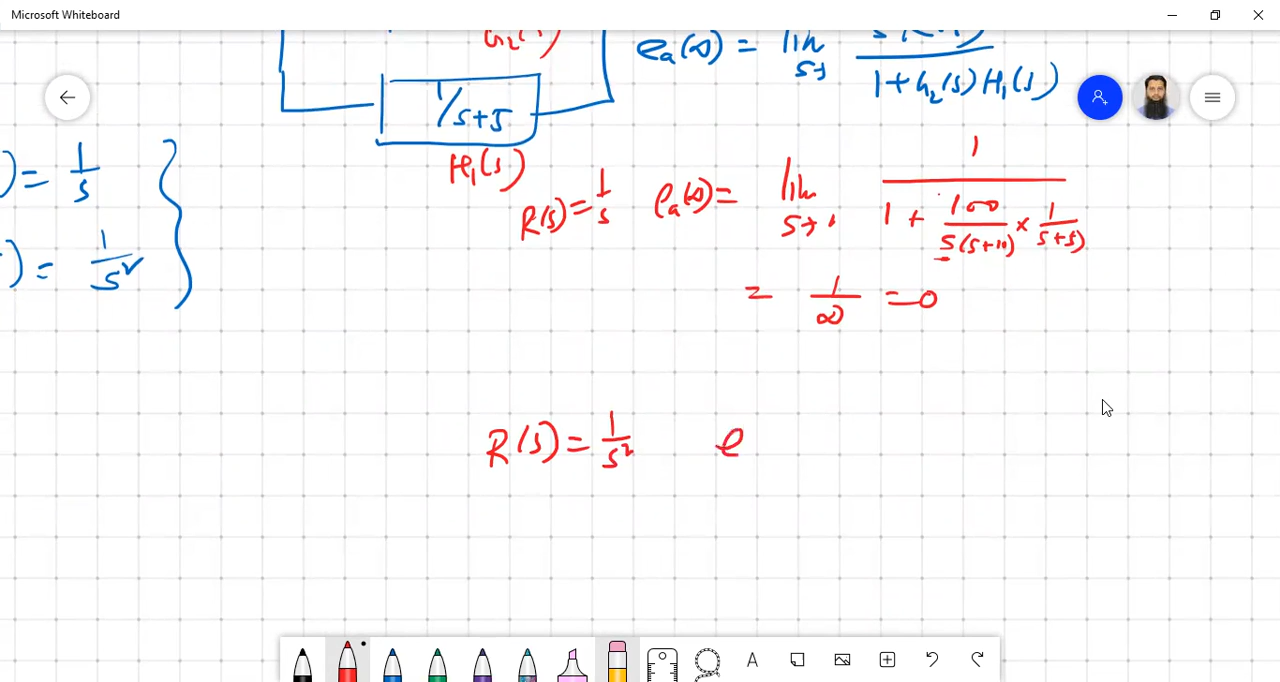 Microsoft Whiteboard
eₐ(∞) = lim s→
1 + G₂(s) H₁(s)
1/s+5
H₁(s)
) = 1/s
) = 1/s²
R(s) = 1/s eₐ(∞) = lim s→ 1 / (1 + 100/s(s+10) × 1/(s+5))
= 1/∞ = 0
R(s) = 1/s² e